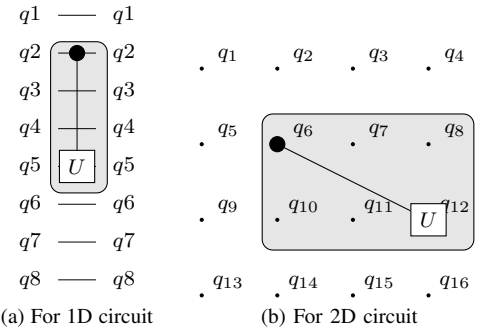 q1 q1
q2 q2
q3 q3
q4 q4
q5 U q5
q6 q6
q7 q7
q8 q8
(a) For 1D circuit
q1 q2 q3 q4
q5 q6 q7 q8
q9 q10 q11 U q12
q13 q14 q15 q16
(b) For 2D circuit